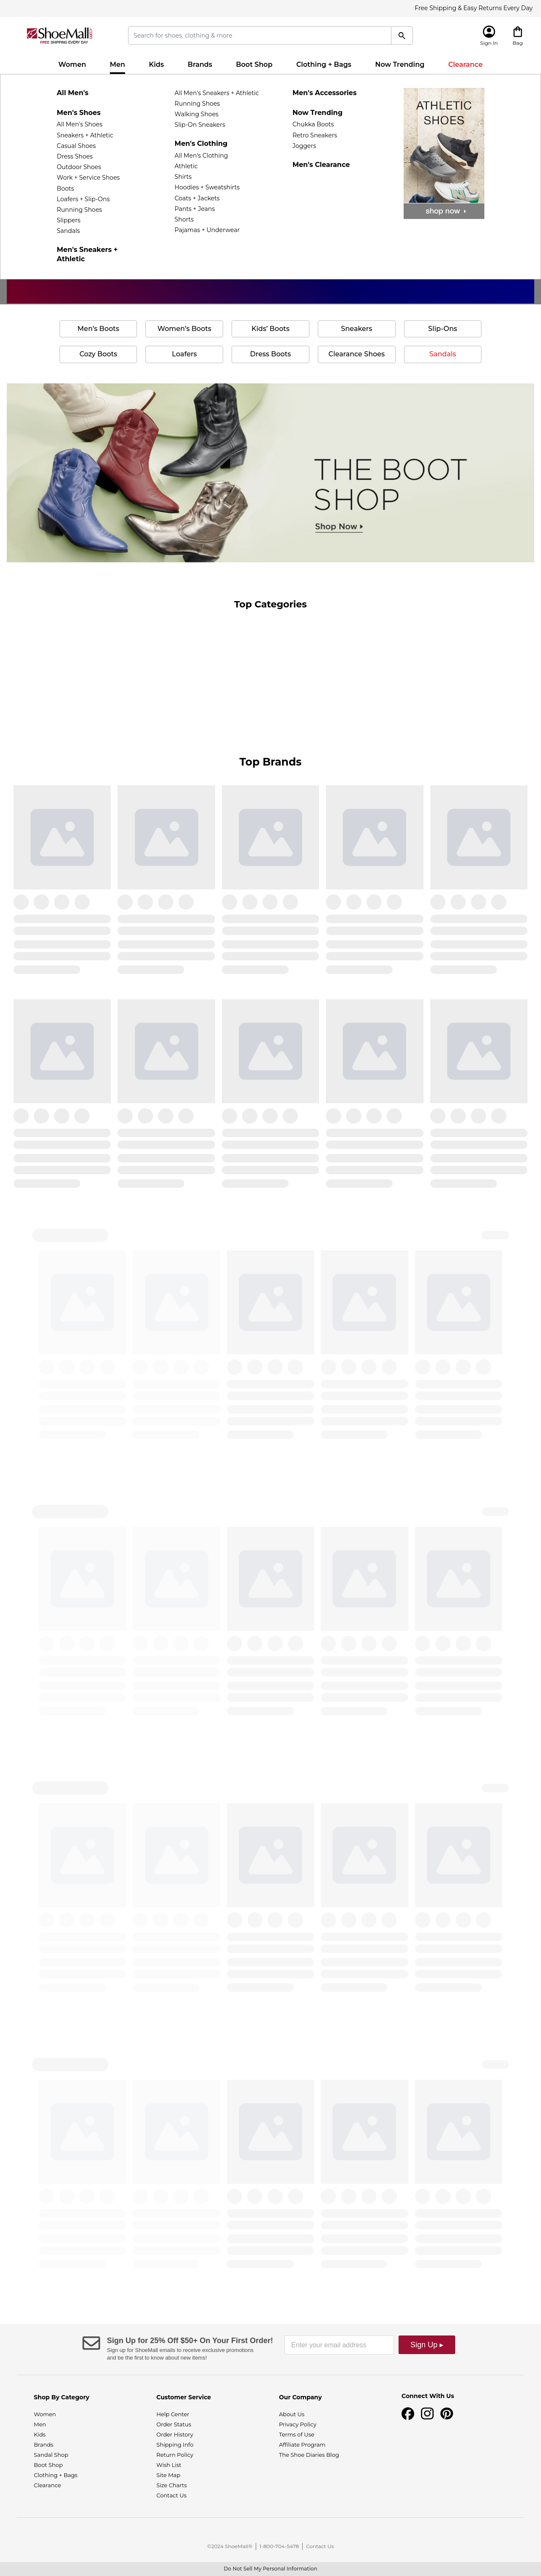 Free Shipping & Easy Returns Every Day
ShoeMall
FREE SHIPPING EVERY DAY
Search for shoes, clothing & more
Sign In
Bag
Women
Men
Kids
Brands
Boot Shop
Clothing + Bags
Now Trending
Clearance
All Men's
Men's Shoes
All Men's Shoes
Sneakers + Athletic
Casual Shoes
Dress Shoes
Outdoor Shoes
Work + Service Shoes
Boots
Loafers + Slip-Ons
Running Shoes
Slippers
Sandals
Men's Sneakers +
Athletic
All Men's Sneakers + Athletic
Running Shoes
Walking Shoes
Slip-On Sneakers
Men's Clothing
All Men's Clothing
Athletic
Shirts
Hoodies + Sweatshirts
Coats + Jackets
Pants + Jeans
Shorts
Pajamas + Underwear
Men's Accessories
Now Trending
Chukka Boots
Retro Sneakers
Joggers
Men's Clearance
ATHLETIC
SHOES
shop now
Men's Boots
Women's Boots
Kids' Boots
Sneakers
Slip-Ons
Cozy Boots
Loafers
Dress Boots
Clearance Shoes
Sandals
THE BOOT
SHOP
Shop Now
Top Categories
Top Brands
Sign Up for 25% Off $50+ On Your First Order!
Sign up for ShoeMall emails to receive exclusive promotions
and be the first to know about new items!
Enter your email address
Sign Up
Shop By Category
Women
Men
Kids
Brands
Sandal Shop
Boot Shop
Clothing + Bags
Clearance
Customer Service
Help Center
Order Status
Order History
Shipping Info
Return Policy
Wish List
Site Map
Size Charts
Contact Us
Our Company
About Us
Privacy Policy
Terms of Use
Affiliate Program
The Shoe Diaries Blog
Connect With Us
©2024 ShoeMall® | 1-800-704-5478 | Contact Us
Do Not Sell My Personal Information